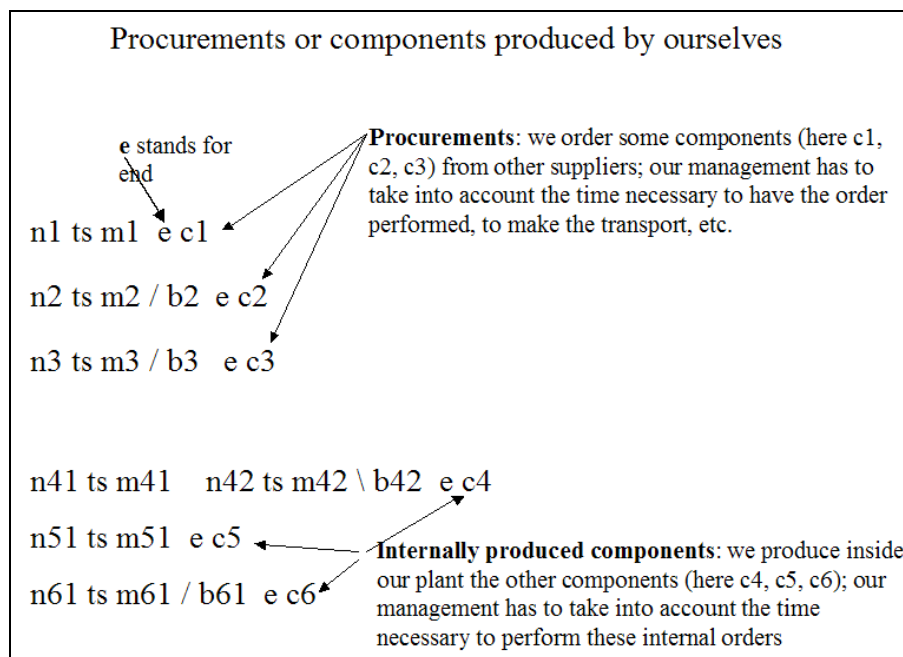 Procurements or components produced by ourselves
e stands for
end
Procurements: we order some components (here c1,
c2, c3) from other suppliers; our management has to
take into account the time necessary to have the order
performed, to make the transport, etc.
n1 ts m1 e c1
n2 ts m2 / b2 e c2
n3 ts m3 / b3 e c3
n41 ts m41 n42 ts m42 \ b42 e c4
n51 ts m51 e c5
n61 ts m61 / b61 e c6
Internally produced components: we produce inside
our plant the other components (here c4, c5, c6); our
management has to take into account the time
necessary to perform these internal orders